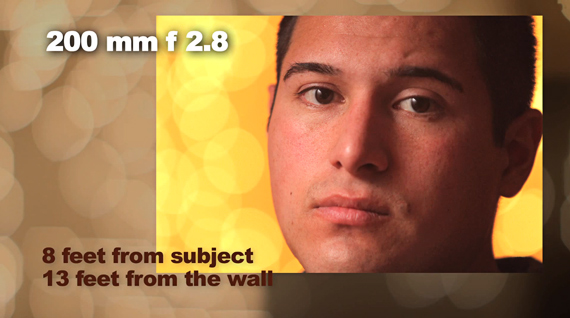 200 mm f 2.8
8 feet from subject
13 feet from the wall